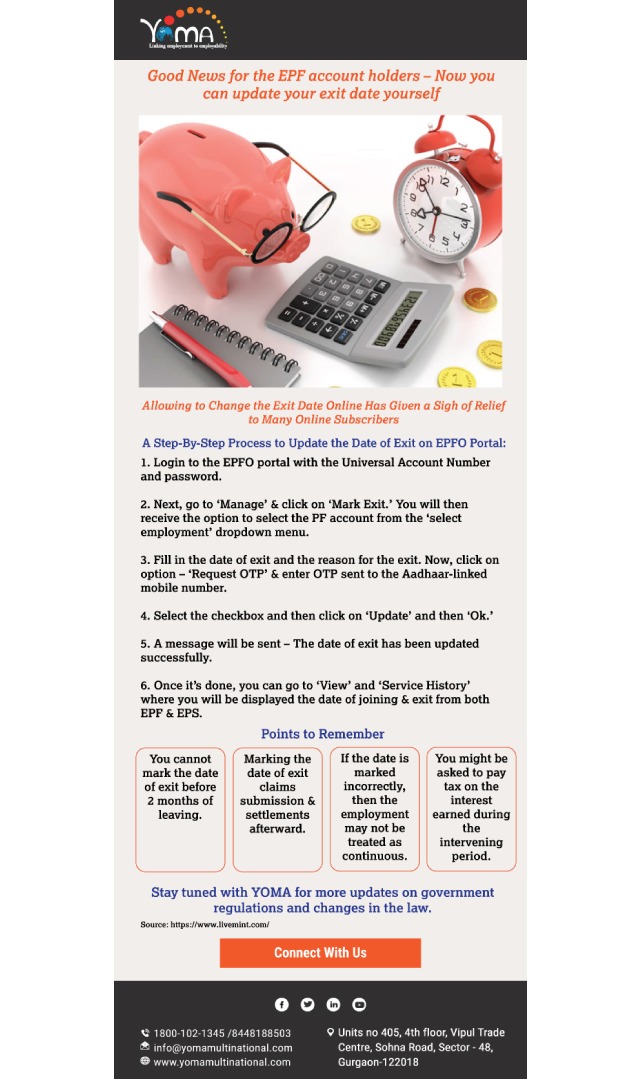 YOMA
Linking employment to employability
Good News for the EPF account holders – Now you
can update your exit date yourself
Allowing to Change the Exit Date Online Has Given a Sigh of Relief
to Many Online Subscribers
A Step-By-Step Process to Update the Date of Exit on EPFO Portal:
1. Login to the EPFO portal with the Universal Account Number
and password.
2. Next, go to ‘Manage’ & click on ‘Mark Exit.’ You will then
receive the option to select the PF account from the ‘select
employment’ dropdown menu.
3. Fill in the date of exit and the reason for the exit. Now, click on
option – ‘Request OTP’ & enter OTP sent to the Aadhaar-linked
mobile number.
4. Select the checkbox and then click on ‘Update’ and then ‘Ok.’
5. A message will be sent – The date of exit has been updated
successfully.
6. Once it’s done, you can go to ‘View’ and ‘Service History’
where you will be displayed the date of joining & exit from both
EPF & EPS.
Points to Remember
You cannot
mark the date
of exit before
2 months of
leaving.
Marking the
date of exit
claims
submission &
settlements
afterward.
If the date is
marked
incorrectly,
then the
employment
may not be
treated as
continuous.
You might be
asked to pay
tax on the
interest
earned during
the
intervening
period.
Stay tuned with YOMA for more updates on government
regulations and changes in the law.
Source: https://www.livemint.com/
Connect With Us
1800-102-1345 /8448188503
info@yomamultinational.com
www.yomamultinational.com
Units no 405, 4th floor, Vipul Trade
Centre, Sohna Road, Sector - 48,
Gurgaon-122018